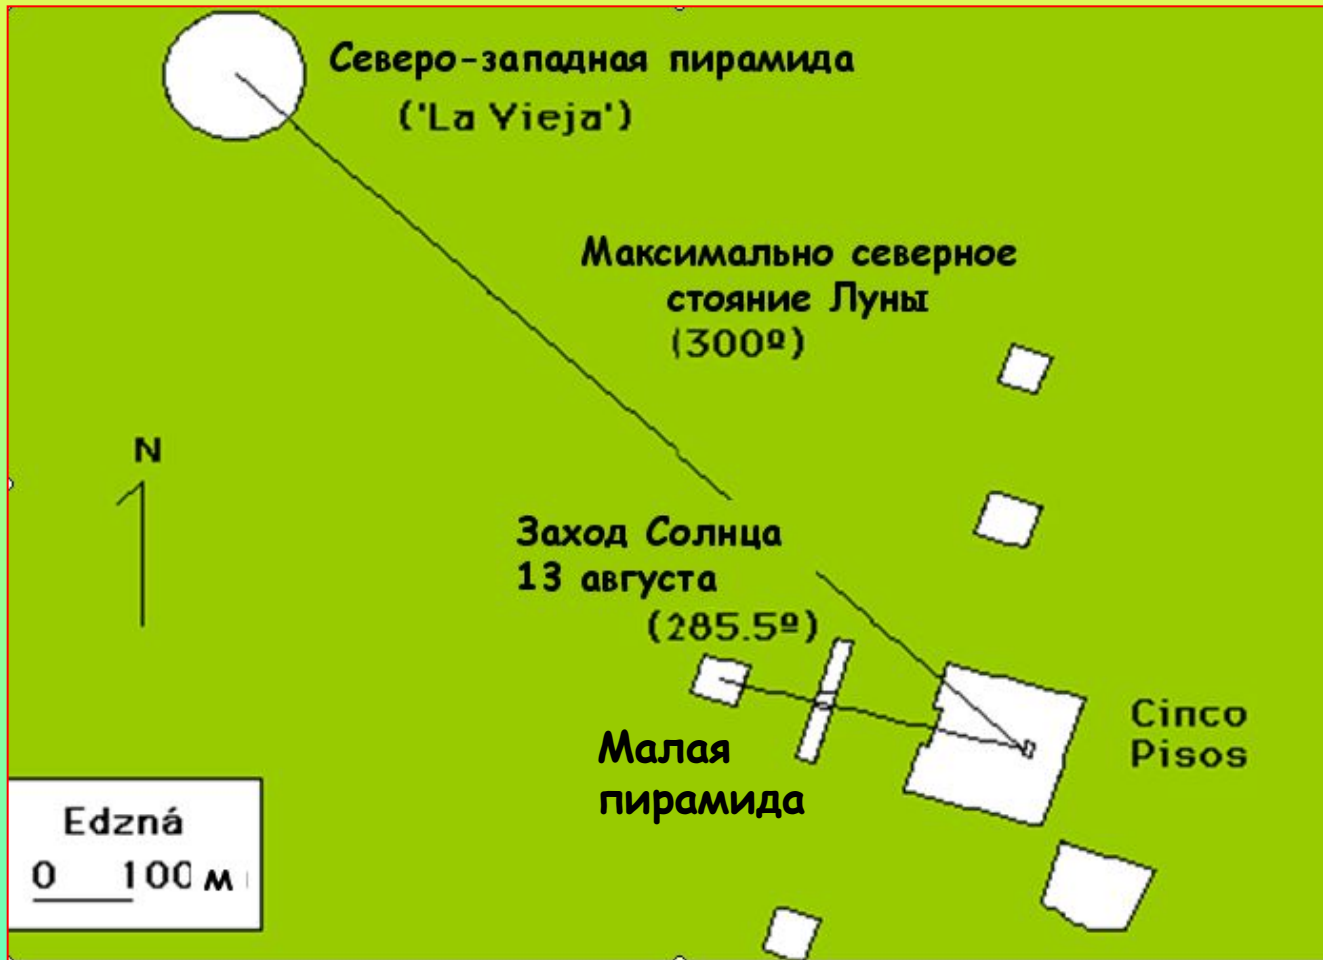 Северо-западная пирамида
('La Vieja')
Максимально северное
стояние Луны
(300º)
N
Заход Солнца
13 августа
(285.5º)
Cinco
Pisos
Малая
пирамида
Edzná
0 100 м